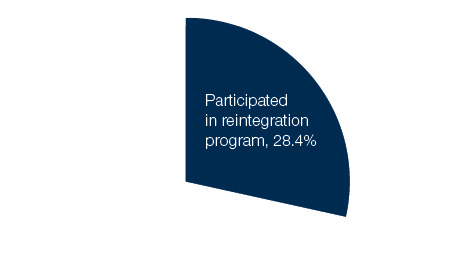 Participated
in reintegration
program, 28.4%